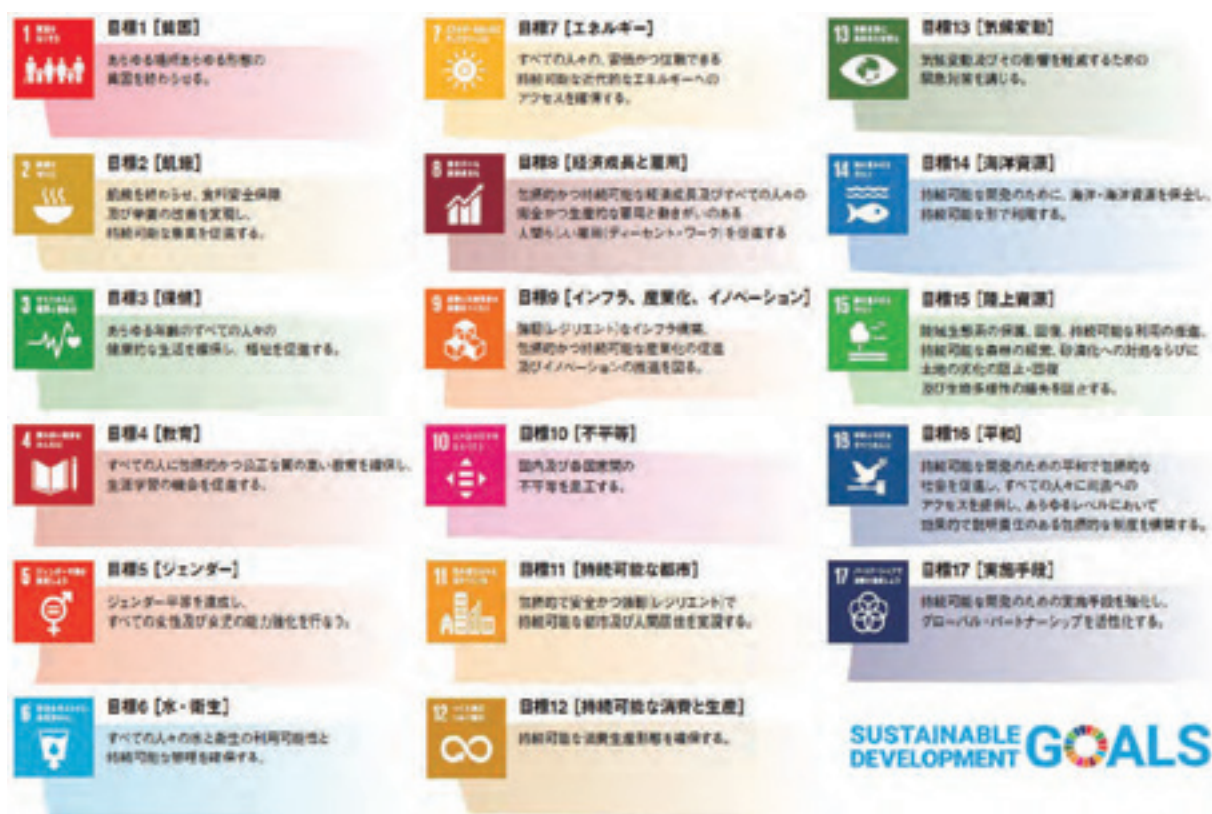 1
目標1 [貧困]
あらゆる場所あらゆる形態の
貧困を終わらせる。
2
目標2 [飢餓]
飢餓を終わらせ、食料安全保障
及び栄養の改善を実現し、
持続可能な農業を促進する。
3
目標3 [保健]
あらゆる年齢のすべての人々の
健康的な生活を確保し、福祉を促進する。
4
目標4 [教育]
すべての人に包摂的かつ公正な質の高い教育を確保し、
生涯学習の機会を促進する。
5
目標5 [ジェンダー]
ジェンダー平等を達成し、
すべての女性及び女児の能力強化を行なう。
6
目標6 [水・衛生]
すべての人々の水と衛生の利用可能性と
持続可能な管理を確保する。
7
目標7 [エネルギー]
すべての人々の、安価かつ信頼できる
持続可能な近代的なエネルギーへの
アクセスを確保する。
8
目標8 [経済成長と雇用]
包摂的かつ持続可能な経済成長及びすべての人々の
完全かつ生産的な雇用と働きがいのある
人間らしい雇用(ディーセント・ワーク)を促進する
9
目標9 [インフラ、産業化、イノベーション]
強靭(レジリエント)なインフラ構築、
包摂的かつ持続可能な産業化の促進
及びイノベーションの推進を図る。
10
目標10 [不平等]
国内及び各国家間の
不平等を是正する。
11
目標11 [持続可能な都市]
包摂的で安全かつ強靭(レジリエント)で
持続可能な都市及び人間居住を実現する。
12
目標12 [持続可能な消費と生産]
持続可能な消費生産形態を確保する。
13
目標13 [気候変動]
気候変動及びその影響を軽減するための
緊急対策を講じる。
14
目標14 [海洋資源]
持続可能な開発のために、海洋・海洋資源を保全し、
持続可能な形で利用する。
15
目標15 [陸上資源]
陸域生態系の保護、回復、持続可能な利用の推進、
持続可能な森林の経営、砂漠化への対処ならびに
土地の劣化の阻止・回復
及び生物多様性の損失を阻止する。
16
目標16 [平和]
持続可能な開発のための平和で包摂的な
社会を促進し、すべての人々に司法への
アクセスを提供し、あらゆるレベルにおいて
効果的で説明責任のある包摂的な制度を構築する。
17
目標17 [実施手段]
持続可能な開発のための実施手段を強化し、
グローバル・パートナーシップを活性化する。
SUSTAINABLE
DEVELOPMENT GOALS